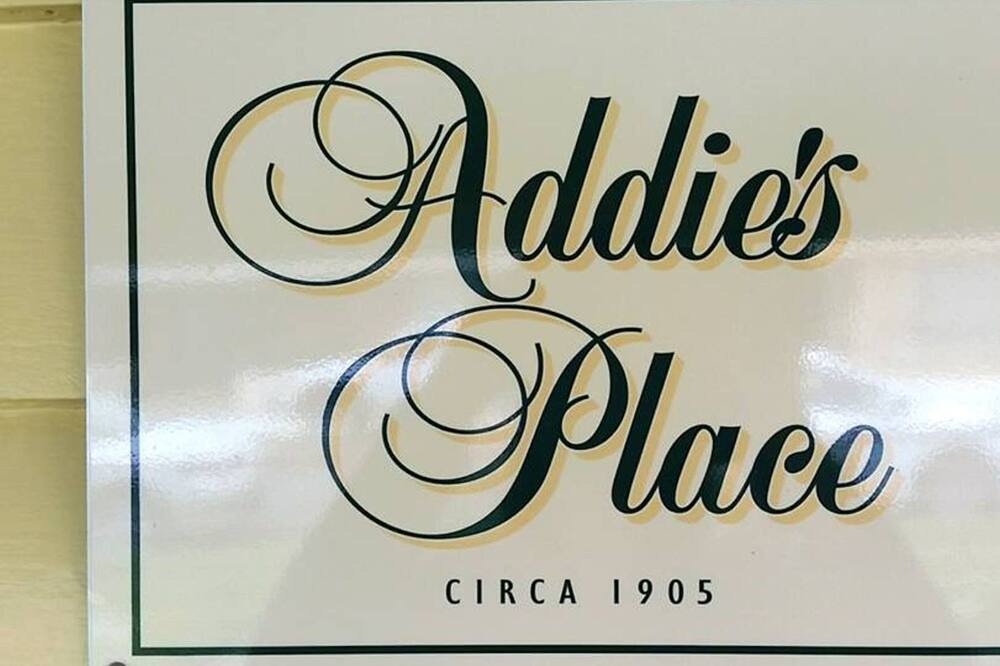 Addie's
Place
CIRCA 1905